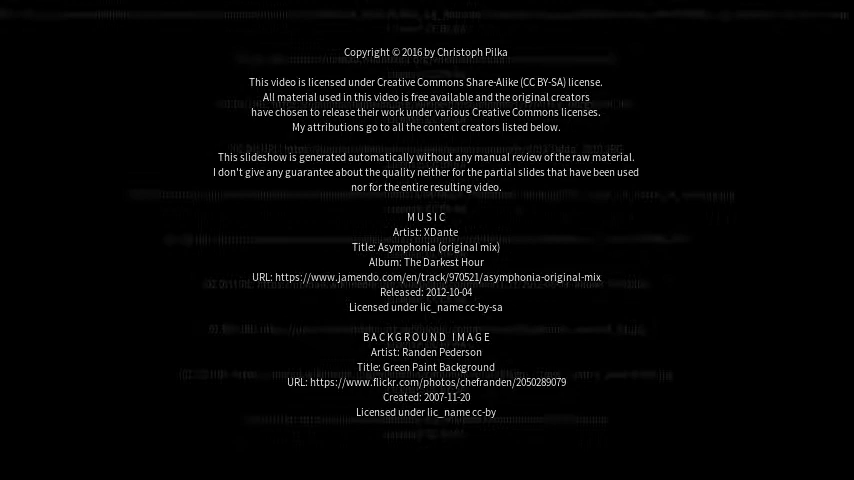 Copyright © 2016 by Christoph Pilka
This video is licensed under Creative Commons Share-Alike (CC BY-SA) license.
All material used in this video is free available and the original creators
have chosen to release their work under various Creative Commons licenses.
My attributions go to all the content creators listed below.
This slideshow is generated automatically without any manual review of the raw material.
I don't give any guarantee about the quality neither for the partial slides that have been used
nor for the entire resulting video.
MUSIC
Artist: XDante
Title: Asymphonia (original mix)
Album: The Darkest Hour
URL: https://www.jamendo.com/en/track/970521/asymphonia-original-mix
Released: 2012-10-04
Licensed under lic_name cc-by-sa
BACKGROUND IMAGE
Artist: Randen Pederson
Title: Green Paint Background
URL: https://www.flickr.com/photos/chefranden/2050289079
Created: 2007-11-20
Licensed under lic_name cc-by